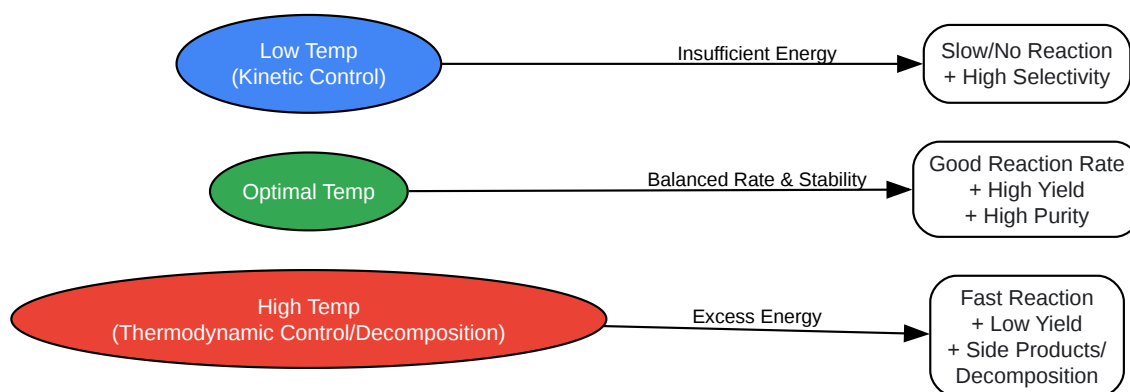 Low Temp
(Kinetic Control)
Insufficient Energy
Slow/No Reaction
+ High Selectivity
Optimal Temp
Balanced Rate & Stability
Good Reaction Rate
+ High Yield
+ High Purity
High Temp
(Thermodynamic Control/Decomposition)
Excess Energy
Fast Reaction
+ Low Yield
+ Side Products/
Decomposition